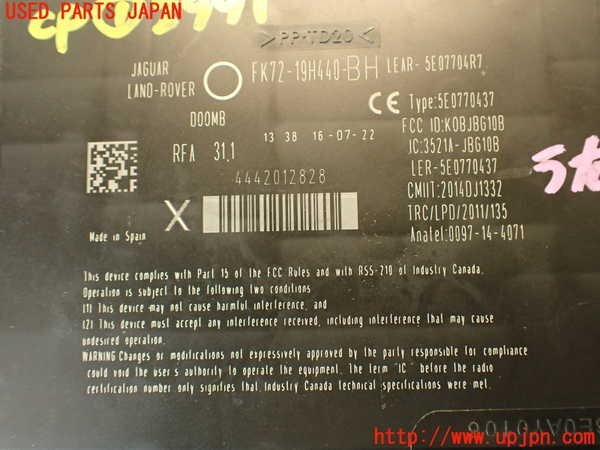 USED PARTS JAPAN
>PP-TD20<
JAGUAR
LAND-ROVER
FK72-19H440-BH LEAR- 5E07704R7
D00MB
CE Type: 5E0770437
FCC ID: KOBJBG10B
13 38 16-07-22
IC: 3521A-JBG10B
RFA 31.1
LER-5E0770437
4442012828
CMIIT: 2014DJ1332
X
TRC/LPD/2011/135
Made in Spain
Anatel: 0097-14-4071
This device complies with Part 15 of the FCC Rules and with RSS-210 of Industry Canada.
Operation is subject to the following two conditions
(1) This device may not cause harmful interference, and
(2) This device must accept any interference received, including interference that may cause
undesired operation.
WARNING Changes or modifications not expressively approved by the party responsible for compliance
could void the user's authority to operate the equipment. The term "IC" before the radio
certification number only signifies that Industry Canada technical specifications were met.
UPJ
http://www.upjpn.com/